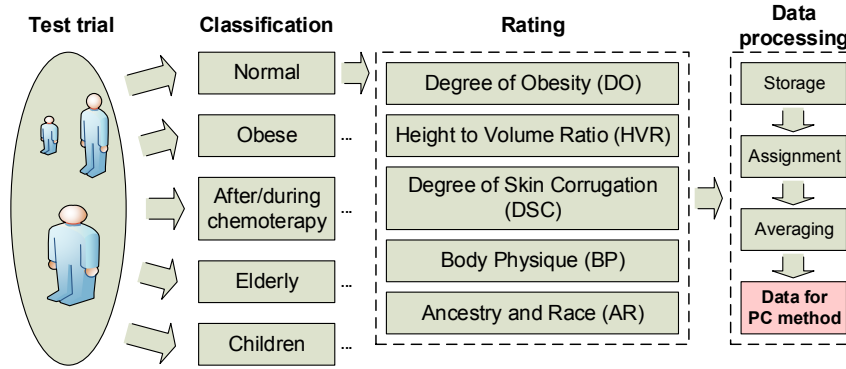 Test trial
Classification
Rating
Data
processing
Normal
Obese
...
After/during
chemoterapy
...
Elderly
...
Children
...
Degree of Obesity (DO)
Height to Volume Ratio (HVR)
Degree of Skin Corrugation
(DSC)
Body Physique (BP)
Ancestry and Race (AR)
Storage
Assignment
Averaging
Data for
PC method